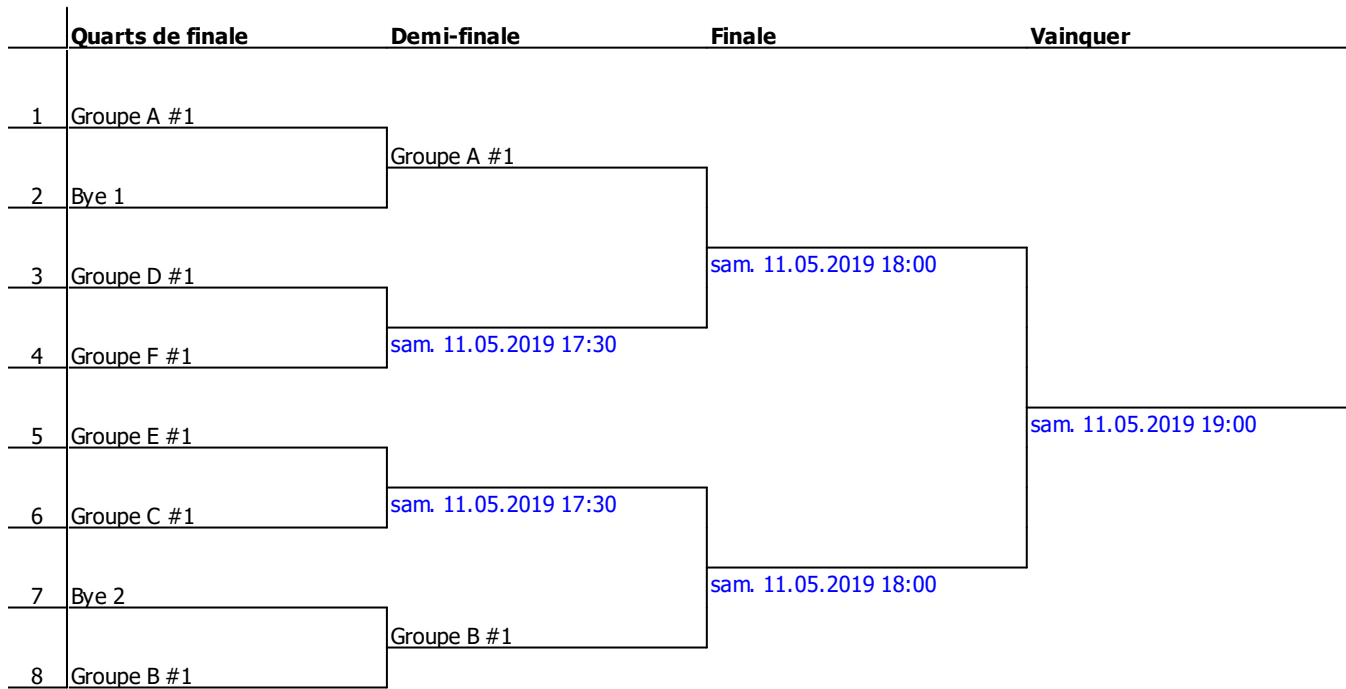 Quarts de finale Demi-finale Finale Vainquer
1 Groupe A #1
Groupe A #1
2 Bye 1
sam. 11.05.2019 18:00
3 Groupe D #1
sam. 11.05.2019 17:30
4 Groupe F #1
sam. 11.05.2019 19:00
5 Groupe E #1
sam. 11.05.2019 17:30
6 Groupe C #1
sam. 11.05.2019 18:00
7 Bye 2
Groupe B #1
8 Groupe B #1